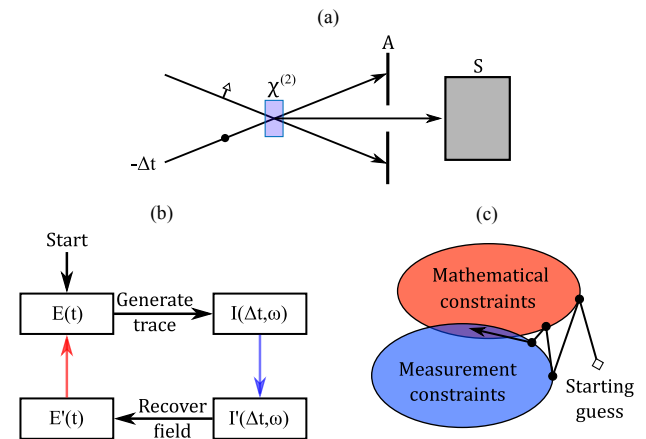 (a)
A
S
χ(2)
-Δt
(b)
Start
E(t)
Generate
trace
I(Δt,ω)
E'(t)
Recover
field
I'(Δt,ω)
(c)
Mathematical
constraints
Measurement
constraints
Starting
guess